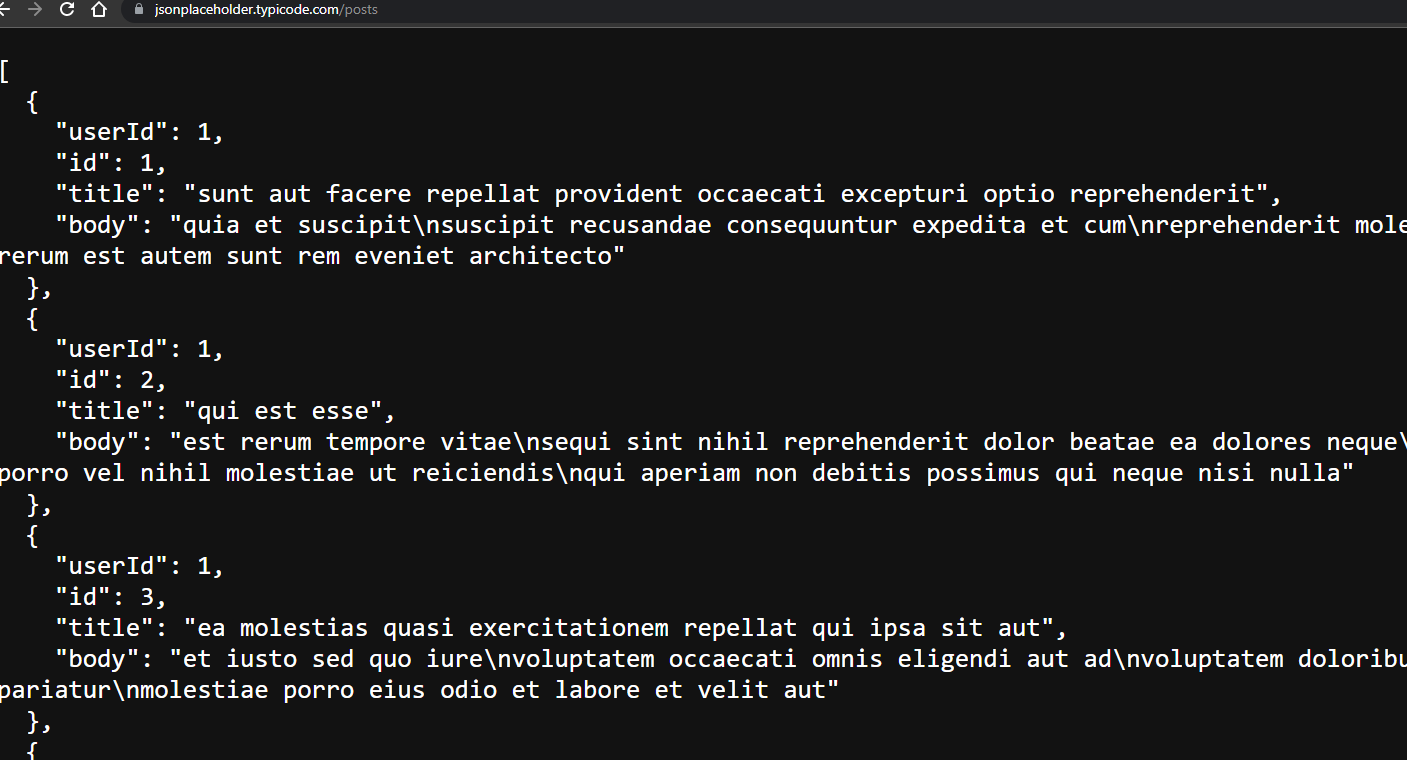 jsonplaceholder.typicode.com/posts
[
{
"userId": 1,
"id": 1,
"title": "sunt aut facere repellat provident occaecati excepturi optio reprehenderit",
"body": "quia et suscipit\nsuscipit recusandae consequuntur expedita et cum\nreprehenderit mole
rerum est autem sunt rem eveniet architecto"
},
{
"userId": 1,
"id": 2,
"title": "qui est esse",
"body": "est rerum tempore vitae\nsequi sint nihil reprehenderit dolor beatae ea dolores neque\
porro vel nihil molestiae ut reiciendis\nqui aperiam non debitis possimus qui neque nisi nulla"
},
{
"userId": 1,
"id": 3,
"title": "ea molestias quasi exercitationem repellat qui ipsa sit aut",
"body": "et iusto sed quo iure\nvoluptatem occaecati omnis eligendi aut ad\nvoluptatem doloribu
pariatur\nmolestiae porro eius odio et labore et velit aut"
},
{